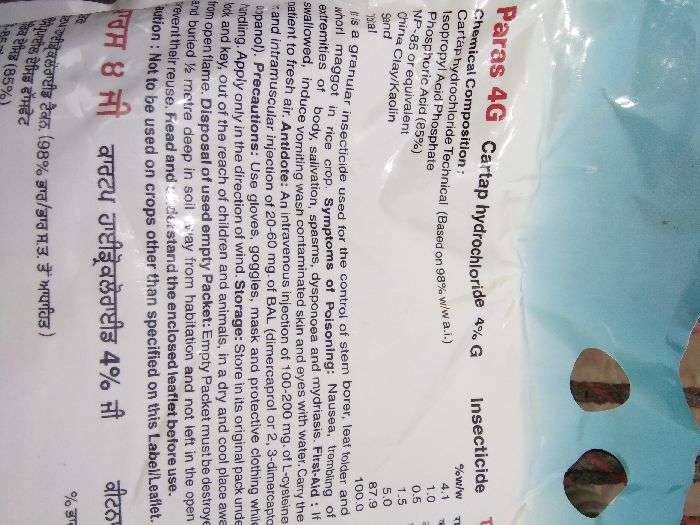 Paras 4G Cartap hydrochloride 4% G Insecticide
Chemical Composition : %w/w
Cartap hydrochloride Technical (Based on 98% w/w a.i.) 4.1
Isopropyl Acid Phosphate 1.0
Phosphoric Acid (85%) 0.5
NP-85 or equivalent 1.5
China Clay/Kaolin 5.0
Sand 87.9
Total 100.0
is a granular insecticide used for the control of stem borer, leaf folder and
whorl maggot in rice crop. Symptoms of Poisoning: Nausea, trembling of
extremities of body, salivation, spasms, dysponoea and mydriasis. First-Aid : If
swallowed, induce vomiting wash contaminated skin and eyes with water. Carry the
patient to fresh air. Antidote: An intravenous injection of 100-200 mg. of L-cysteine
and intramuscular injection of 20-60 mg. of BAL (dimercaprol or 2, 3-dimercapto
propanol). Precautions: Use gloves, goggles, mask and protective clothing while
handling. Apply only in the direction of wind. Storage: Store in its original pack under
lock and key, out of the reach of children and animals, in a dry and cool place away
from open flame. Disposal of used empty Packet: Empty Packet must be destroye
and buried ½ metre deep in soil away from habitation and not left in the open
prevent their reuse. Read and understand the enclosed leaflet before use.
aution : Not to be used on crops other than specified on this Label/Leaflet.
ਾਰਸ 8 ਜੀ ਕਾਰਟਾਪ ਹਾਈਡ੍ਰੋਕਲੋਰਾਈਡ 4% ਜੀ
% ਭਾ
(98% ਭਾਰ/ਭਾਰ ਸ.ਤ. ਤੇ ਆਧਾਰਿਤ )
(85%)